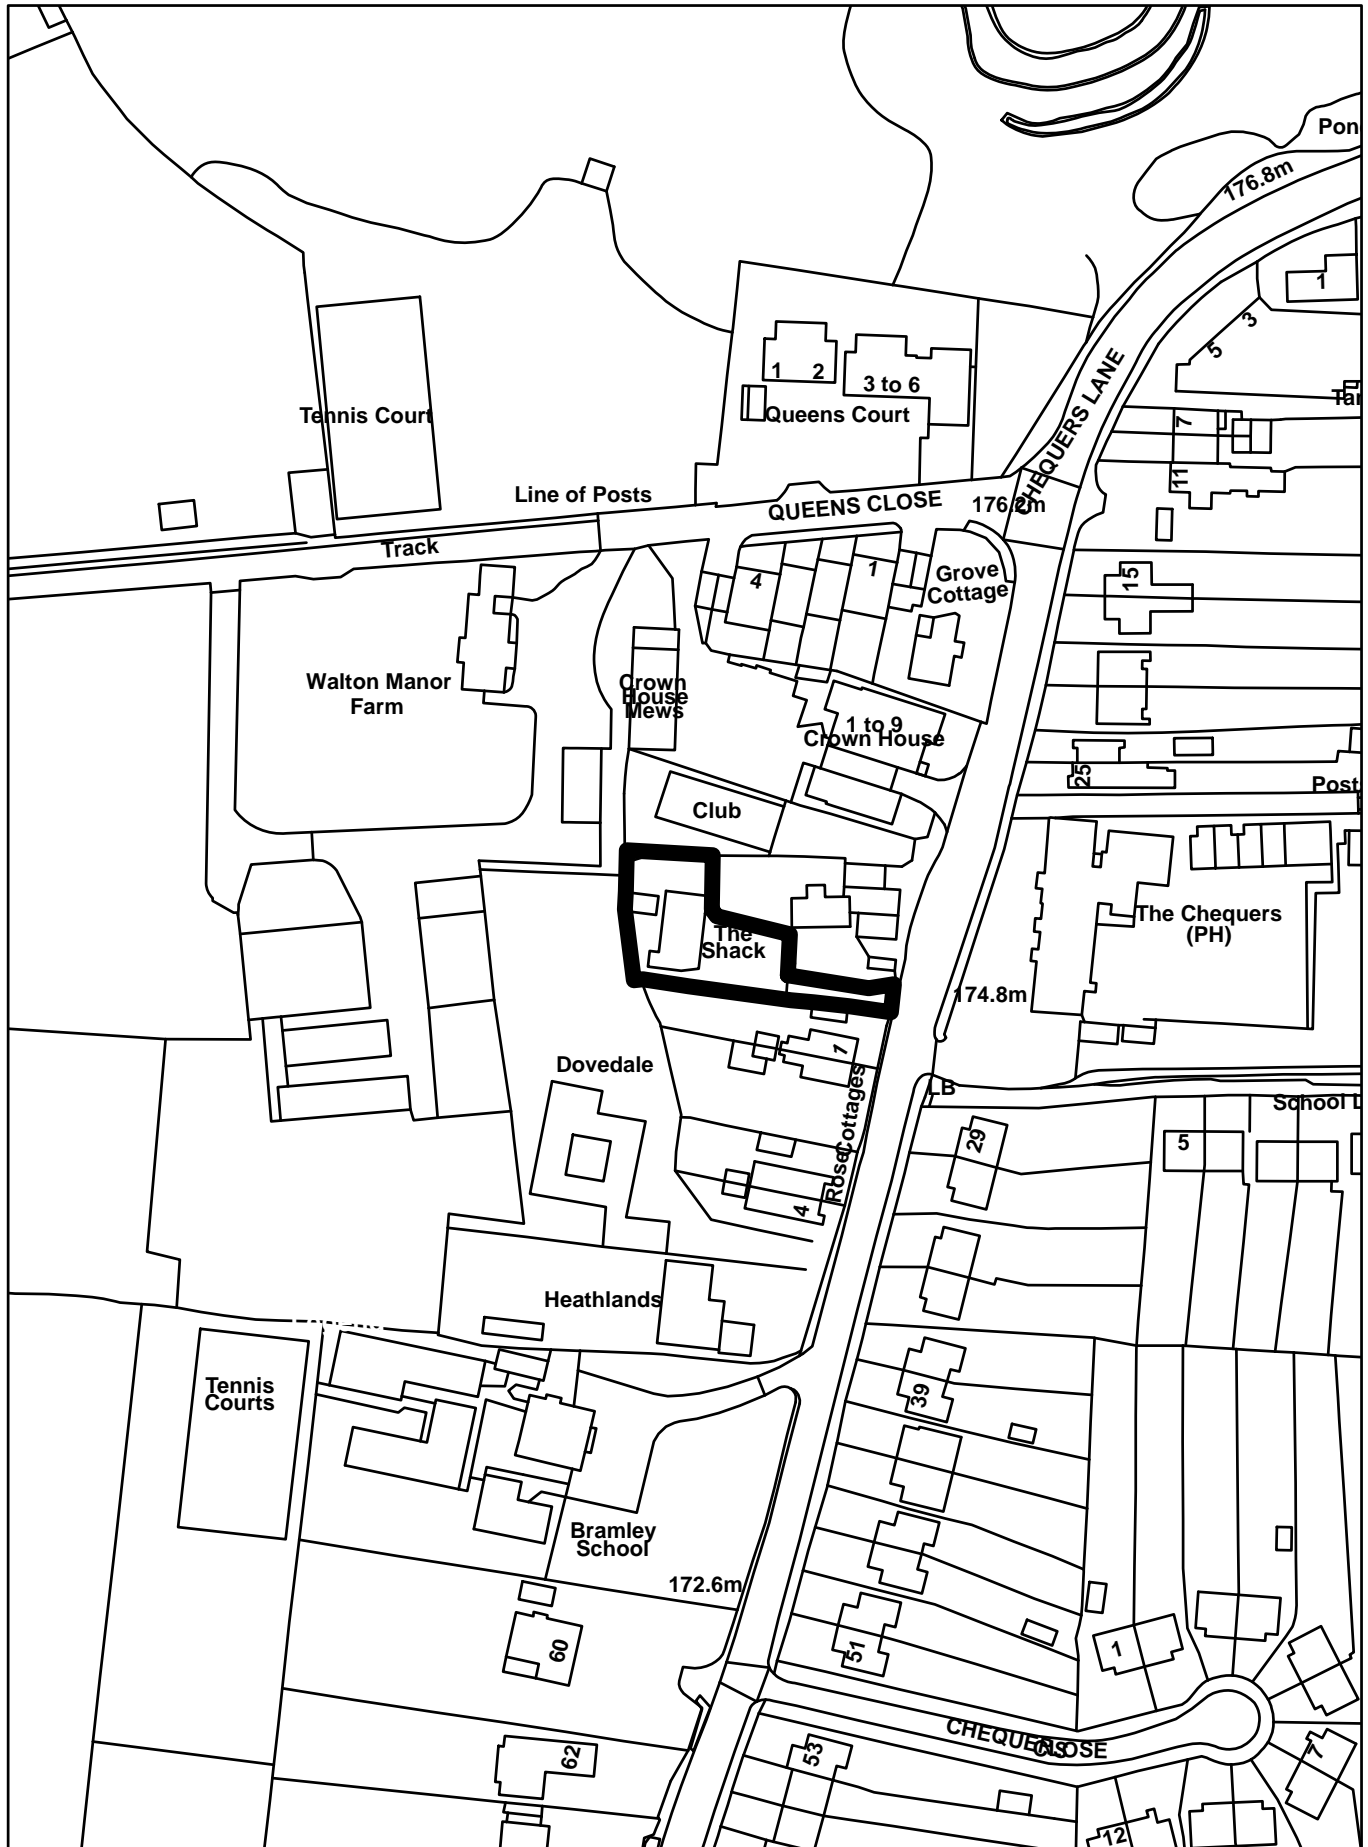 Pon
176.8m
1
3
5
1 2
3 to 6
Queens Court
CHEQUERS LANE
Tennis Court
Tan
7
11
Line of Posts
QUEENS CLOSE
176.2m
Track
4
1
Grove
Cottage
15
Walton Manor
Farm
Crown
House
Mews
1 to 9
Crown House
25
Post
Club
The Chequers
(PH)
The
Shack
174.8m
Dovedale
1
Rose Cottages
LB
School L
5
29
4
Heathlands
Legend
Tennis
Courts
39
Bramley
School
172.6m
60
51
1
CHEQUERS
CLOSE
62
53
7
12